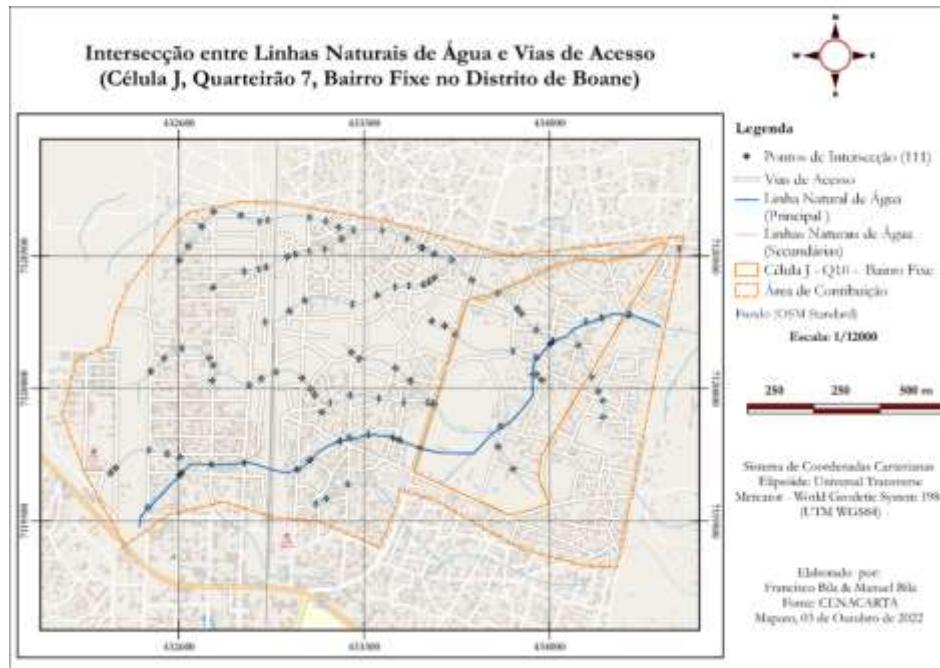 Intersecção entre Linhas Naturais de Água e Vias de Acesso
(Célula J, Quarteirão 7, Bairro Fixe no Distrito de Boane)
Legenda
Pontos de Intersecção (111)
Vias de Acesso
Linha Natural de Água
(Principal )
Linhas Naturais de Água
(Secundárias)
Célula J - Q10 - Bairro Fixe
Área de Contribuição
Fundo (OSM Standard)
Escala: 1/12000
250 250 500 m
Sistema de Coordenadas Cartesianas
Elipsóide: Universal Transverse
Mercator - World Geodetic System 1984
(UTM WGS84)
Elaborado por:
Francisco Bila & Manuel Bila
Fonte: CENACARTA
Maputo, 03 de Outubro de 2022